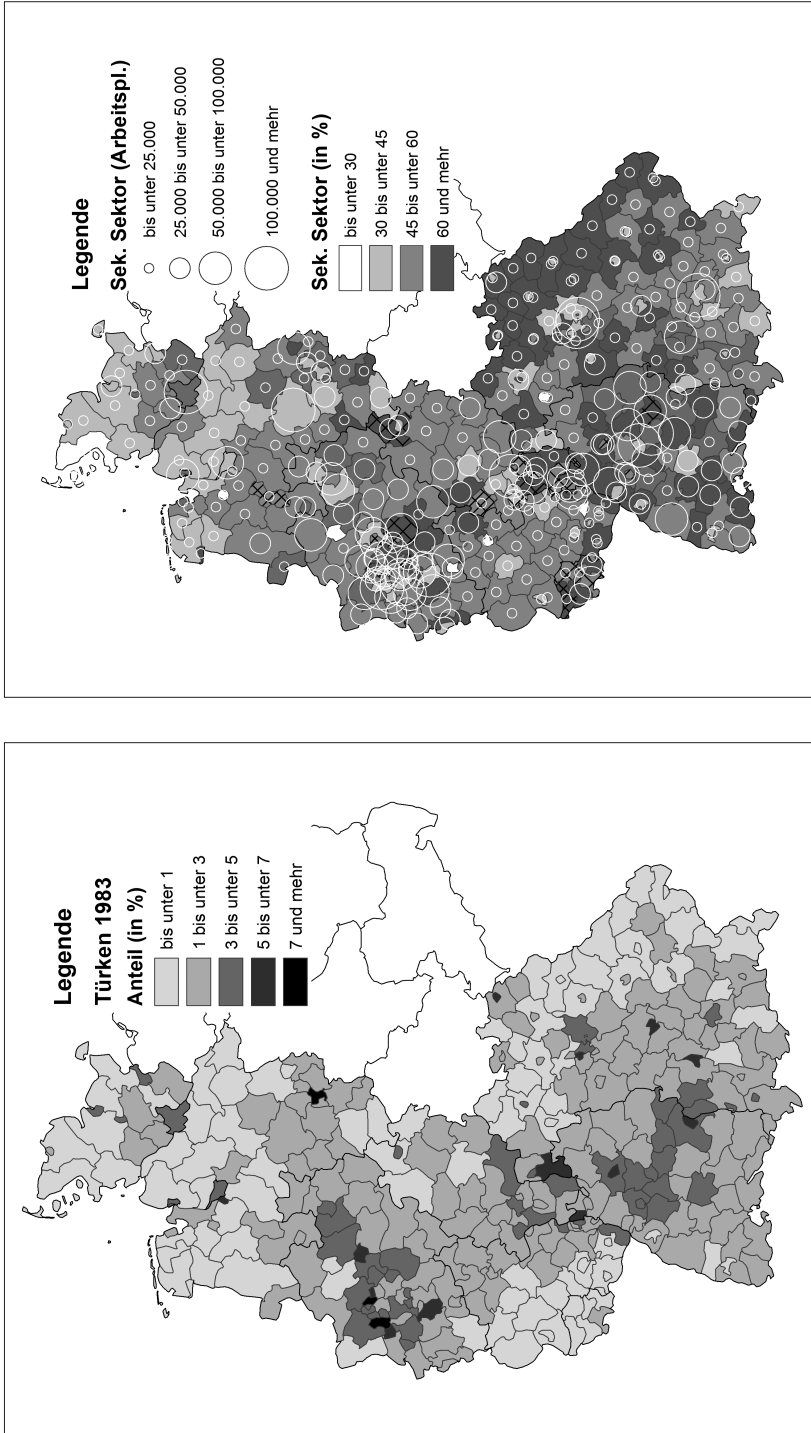 Legende
Türken 1983
Anteil (in %)
bis unter 1
1 bis unter 3
3 bis unter 5
5 bis unter 7
7 und mehr
Legende
Sek. Sektor (Arbeitspl.)
bis unter 25.000
25.000 bis unter 50.000
50.000 bis unter 100.000
100.000 und mehr
Sek. Sektor (in %)
bis unter 30
30 bis unter 45
45 bis unter 60
60 und mehr